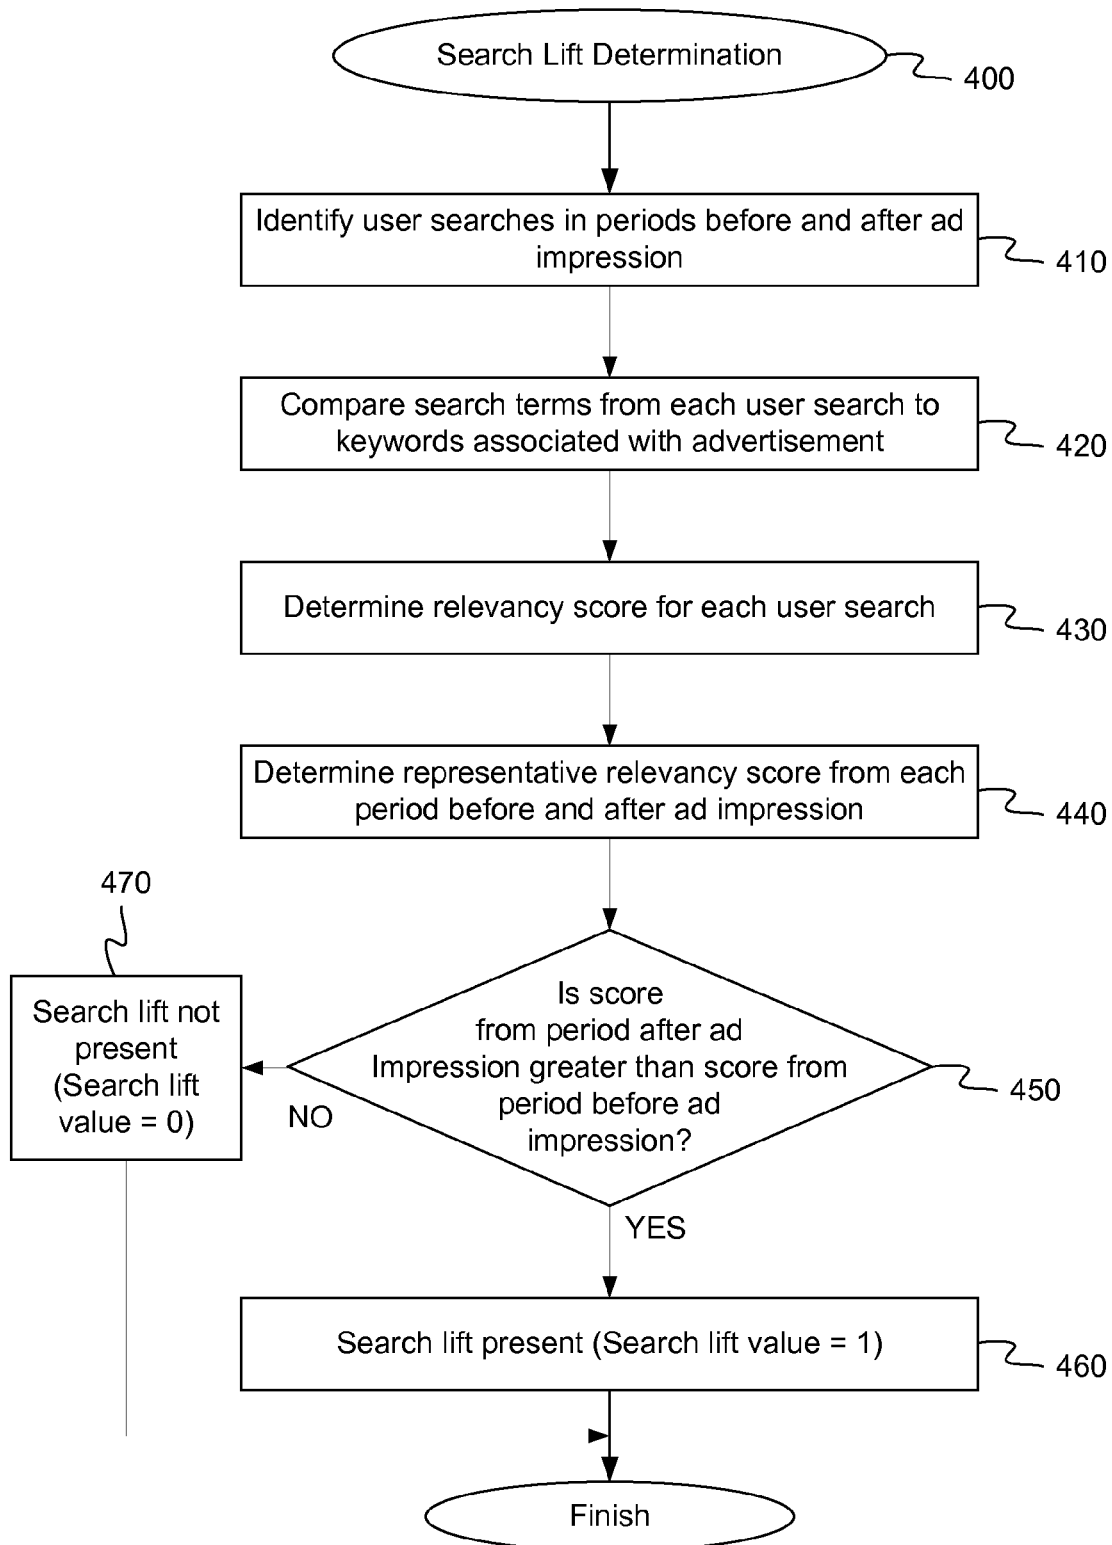 Search Lift Determination
400
Identify user searches in periods before and after ad
impression
410
Compare search terms from each user search to
keywords associated with advertisement
420
Determine relevancy score for each user search
430
Determine representative relevancy score from each
period before and after ad impression
440
470
Search lift not
present
(Search lift
value = 0)
Is score
from period after ad
Impression greater than score from
period before ad
impression?
450
NO
YES
Search lift present (Search lift value = 1)
460
Finish